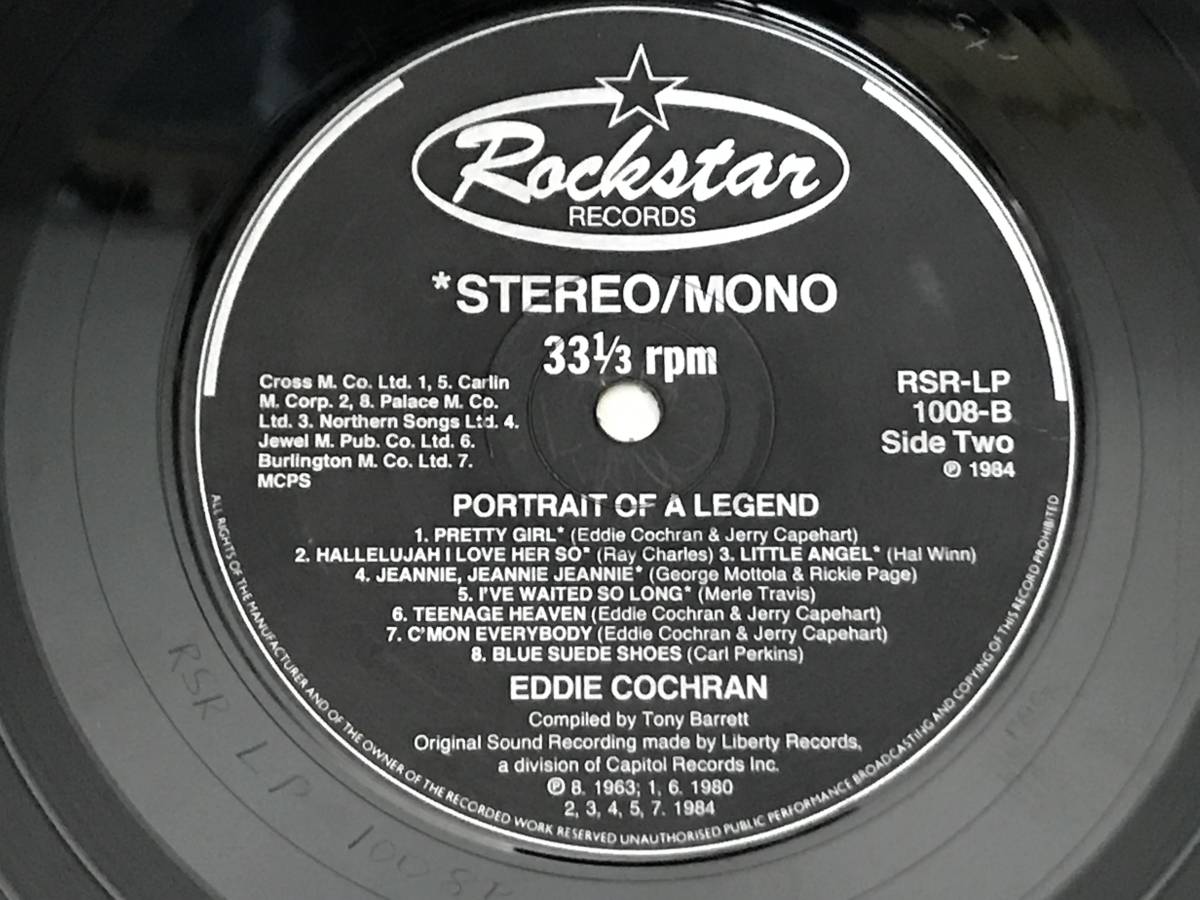 Rockstar
RECORDS
*STEREO/MONO
33⅓ rpm
Cross M. Co. Ltd. 1, 5. Carlin
M. Corp. 2, 8. Palace M. Co.
Ltd. 3. Northern Songs Ltd. 4.
Jewel M. Pub. Co. Ltd. 6.
Burlington M. Co. Ltd. 7.
MCPS
RSR-LP
1008-B
Side Two
℗ 1984
PORTRAIT OF A LEGEND
1. PRETTY GIRL* (Eddie Cochran & Jerry Capehart)
2. HALLELUJAH I LOVE HER SO* (Ray Charles) 3. LITTLE ANGEL* (Hal Winn)
4. JEANNIE, JEANNIE JEANNIE* (George Mottola & Rickie Page)
5. I'VE WAITED SO LONG* (Merle Travis)
6. TEENAGE HEAVEN (Eddie Cochran & Jerry Capehart)
7. C'MON EVERYBODY (Eddie Cochran & Jerry Capehart)
8. BLUE SUEDE SHOES (Carl Perkins)
EDDIE COCHRAN
Compiled by Tony Barrett
Original Sound Recording made by Liberty Records,
a division of Capitol Records Inc.
℗ 8. 1963; 1, 6. 1980
2, 3, 4, 5, 7. 1984
ALL RIGHTS OF THE MANUFACTURER AND OF THE OWNER OF THE RECORDED WORK RESERVED UNAUTHORISED PUBLIC PERFORMANCE BROADCASTING AND COPYING OF THIS RECORD PROHIBITED
RSR LP 1008